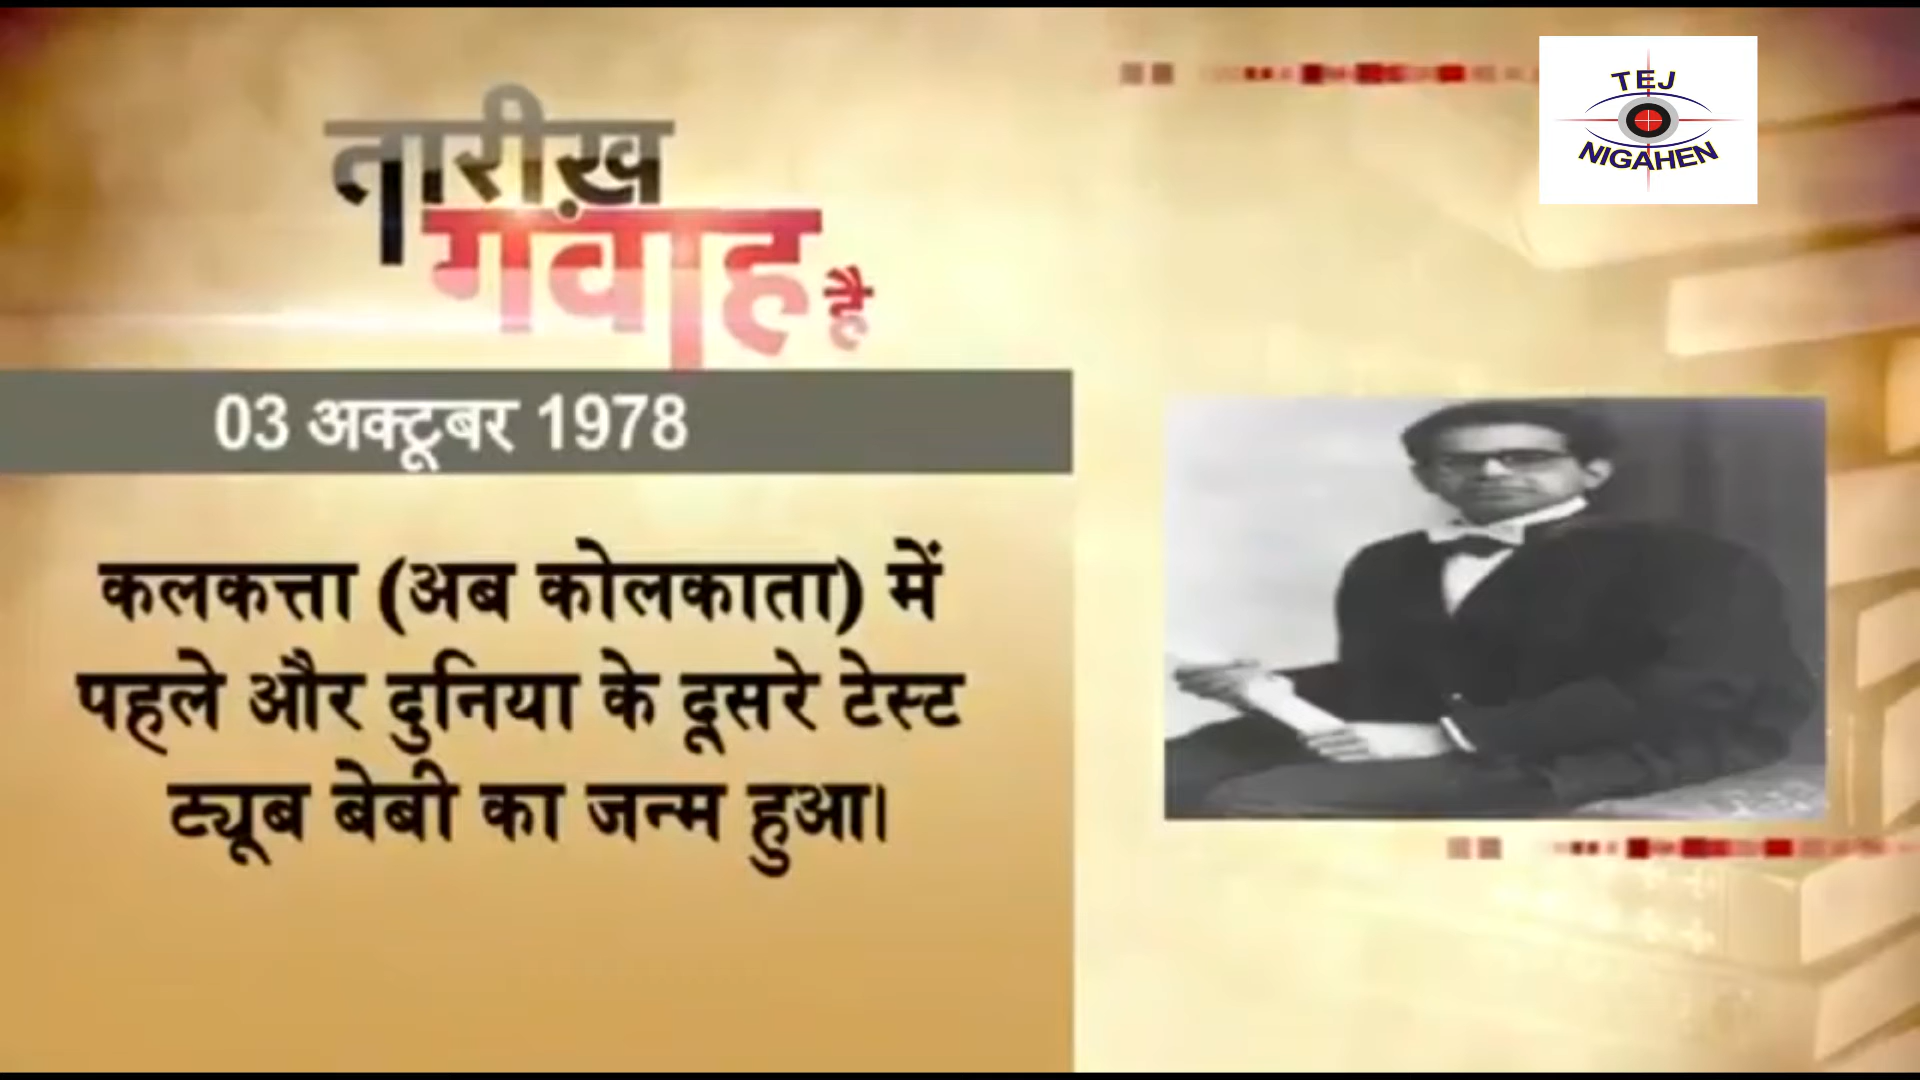 तारीख़
गवाह है
TEJ
NIGAHEN
03 अक्टूबर 1978
कलकत्ता (अब कोलकाता) में
पहले और दुनिया के दूसरे टेस्ट
ट्यूब बेबी का जन्म हुआ।